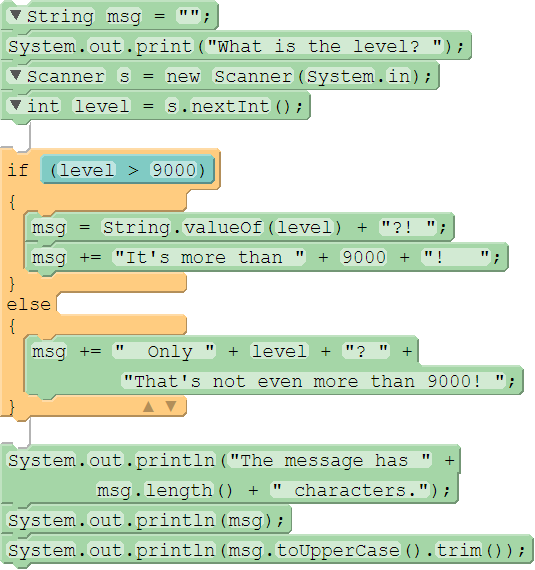 ▼String msg = "";
System.out.print("What is the level? ");
▼Scanner s = new Scanner(System.in);
▼int level = s.nextInt();
if (level > 9000)
{
msg = String.valueOf(level) + "?! ";
msg += "It's more than " + 9000 + "!   ";
}
else
{
msg += "  Only " + level + "? " +
"That's not even more than 9000! ";
} ▲ ▼
System.out.println("The message has " +
msg.length() + " characters.");
System.out.println(msg);
System.out.println(msg.toUpperCase().trim());